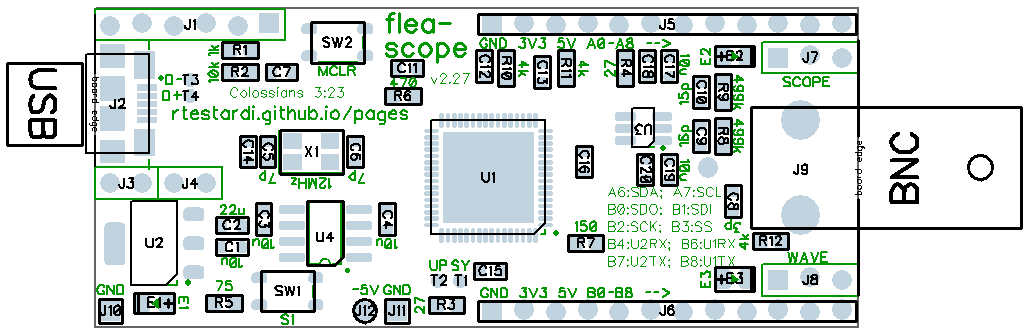 J1
flea-
scope
v2.27
J5
GND 3V3 5V A0-A8 -->
USB
board edge
J2
D-T3
D+T4
1k
R1
10k
R2
C7
SW2
MCLR
Colossians 3:23
rtestardi.github.io/pages
C11
470
R6
C12
R10
4k
C13
R11
4k
27
R4
C18
C17
10u
E2
J7
SCOPE
15p
C10
R9
499k
C9
R8
499k
U3
C20
C19
10u
C8
3p
J9
board edge
BNC
C14
C5
7p
X1
12MHz
C6
7p
U1
C16
J3
J4
A6:SDA; A7:SCL
B0:SDO; B1:SDI
B2:SCK; B3:SS
B4:U2RX; B6:U1RX
B7:U2TX; B8:U1TX
U2
22u
C2
C1
10u
C3
10u
U4
C4
10u
150
R7
4k
R12
WAVE
J8
E3
E3
GND
J10
E1
E1
75
R5
SW1
S1
-5V GND
J12
J11
27
R3
UP SY
T2 T1
C15
GND 3V3 5V B0-B8 -->
J6